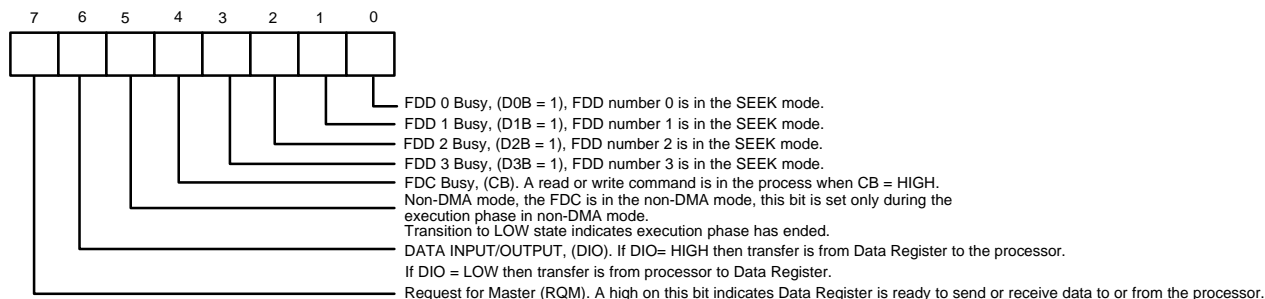 7 6 5 4 3 2 1 0
FDD 0 Busy, (D0B = 1), FDD number 0 is in the SEEK mode.
FDD 1 Busy, (D1B = 1), FDD number 1 is in the SEEK mode.
FDD 2 Busy, (D2B = 1), FDD number 2 is in the SEEK mode.
FDD 3 Busy, (D3B = 1), FDD number 3 is in the SEEK mode.
FDC Busy, (CB). A read or write command is in the process when CB = HIGH.
Non-DMA mode, the FDC is in the non-DMA mode, this bit is set only during the
execution phase in non-DMA mode.
Transition to LOW state indicates execution phase has ended.
DATA INPUT/OUTPUT, (DIO). If DIO= HIGH then transfer is from Data Register to the processor.
If DIO = LOW then transfer is from processor to Data Register.
Request for Master (RQM). A high on this bit indicates Data Register is ready to send or receive data to or from the processor.